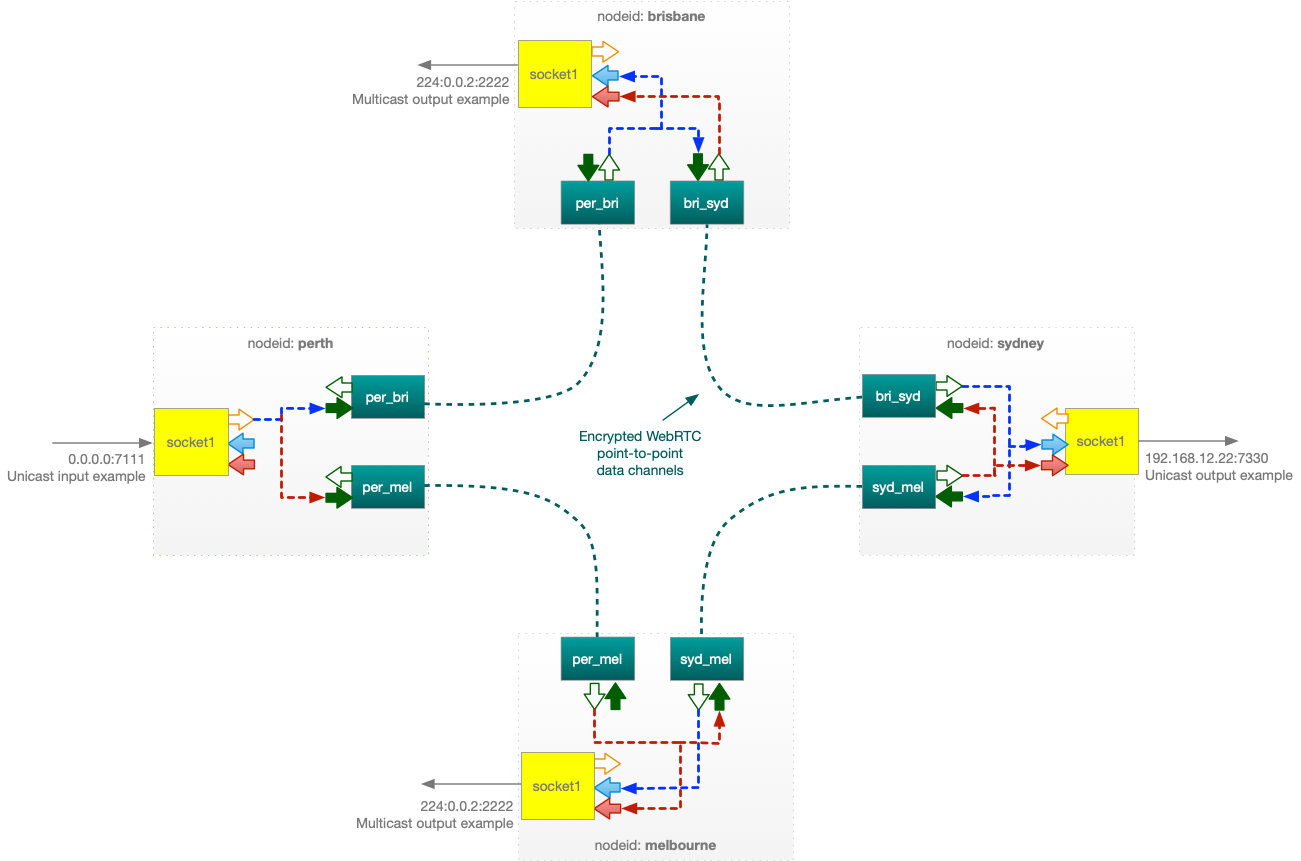 nodeid: brisbane
socket1
224:0.0.2:2222
Multicast output example
per_bri
bri_syd
nodeid: perth
per_bri
socket1
0.0.0.0:7111
Unicast input example
per_mel
Encrypted WebRTC
point-to-point
data channels
nodeid: sydney
bri_syd
socket1
192.168.12.22:7330
Unicast output example
syd_mel
per_mel
syd_mel
socket1
224:0.0.2:2222
Multicast output example
nodeid: melbourne